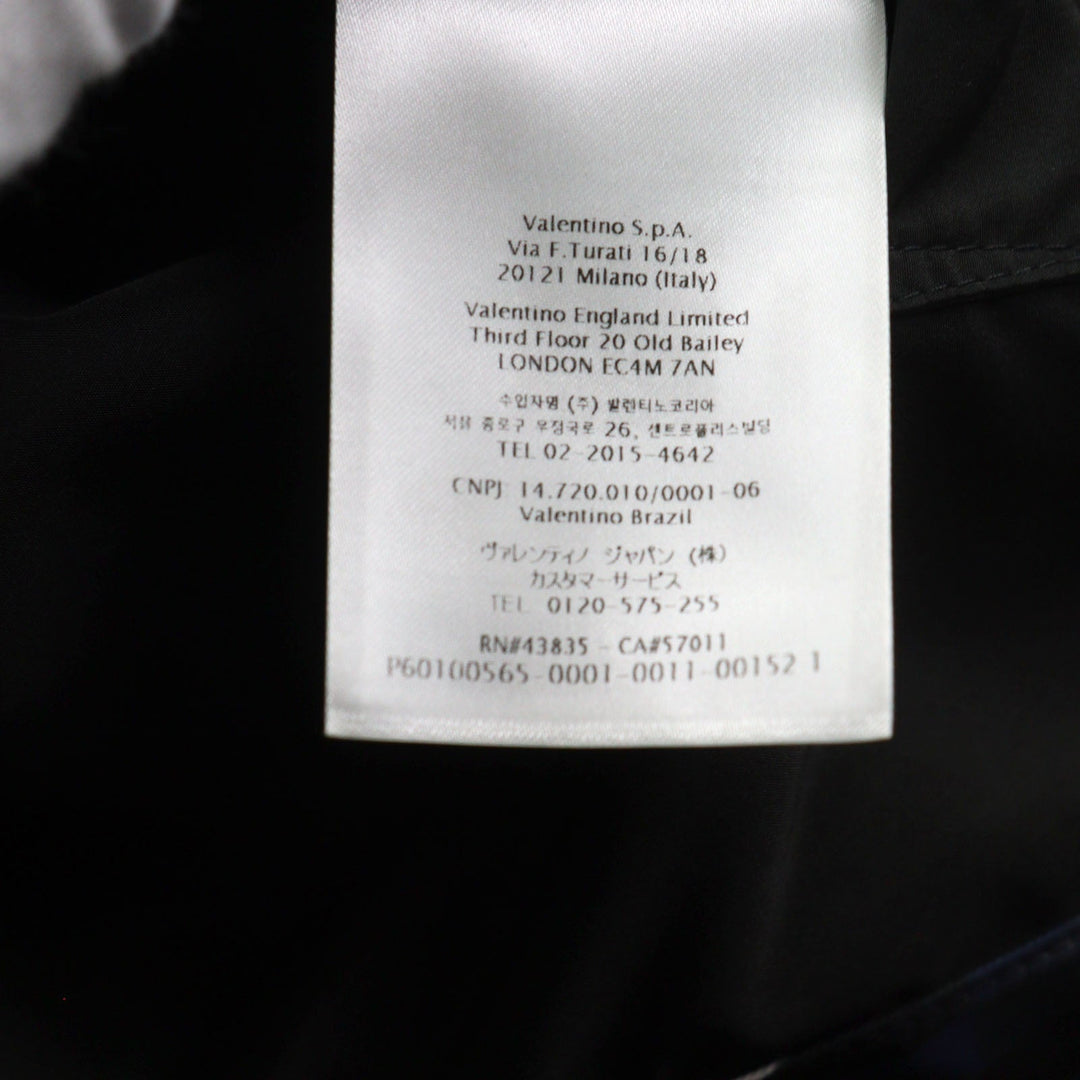 Valentino S.p.A.
Via F.Turati 16/18
20121 Milano (Italy)
Valentino England Limited
Third Floor 20 Old Bailey
LONDON EC4M 7AN
수입자명 (주) 발렌티노코리아
서울 종로구 우정국로 26, 센트로폴리스빌딩
TEL 02-2015-4642
CNPJ 14.720.010/0001-06
Valentino Brazil
ヴァレンティノ ジャパン (株)
カスタマーサービス
TEL 0120-575-255
RN#43835 - CA#57011
P60100565-0001-0011-00152 1